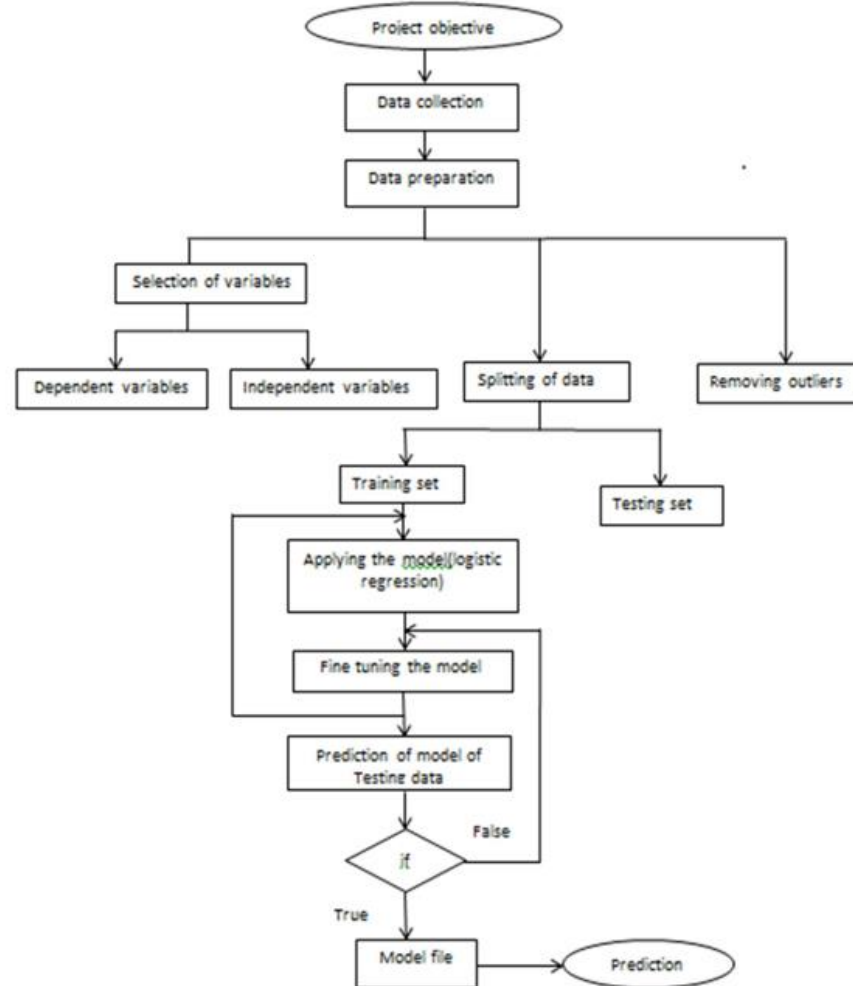 Project objective
Data collection
Data preparation
Selection of variables
Dependent variables
Independent variables
Splitting of data
Removing outliers
Training set
Testing set
Applying the model(logistic
regression)
Fine tuning the model
Prediction of model of
Testing data
False
if
True
Model file
Prediction